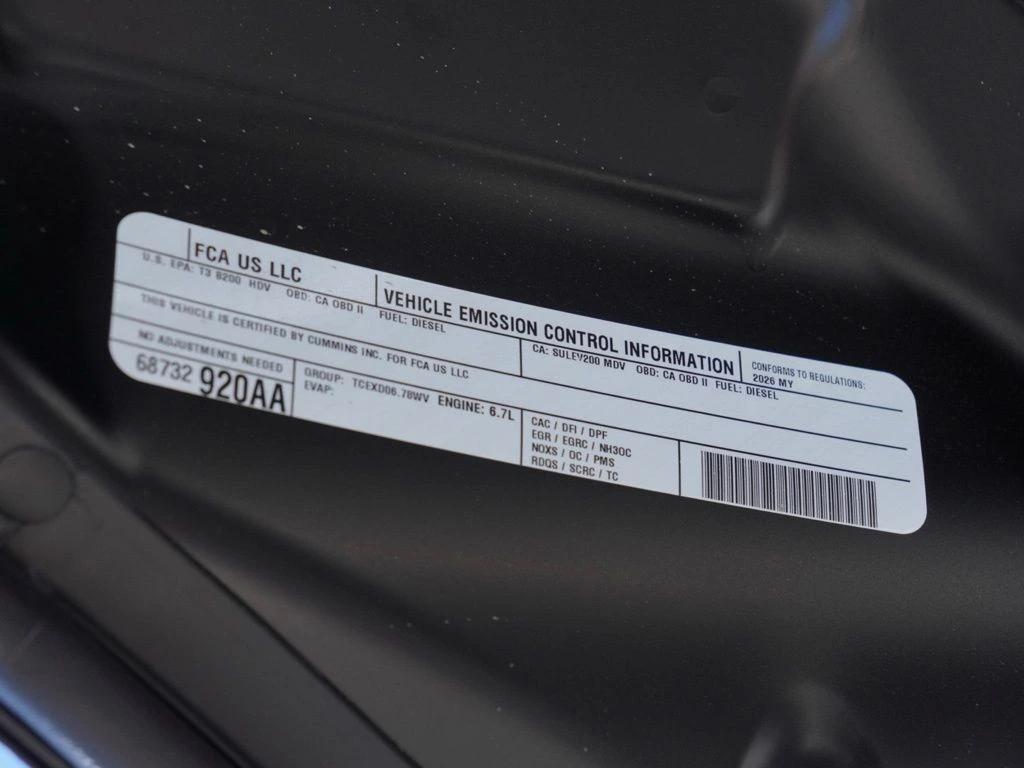 FCA US LLC
VEHICLE EMISSION CONTROL INFORMATION
CONFORMS TO REGULATIONS:
2026 MY
U.S. EPA: T3 B200 HDV OBD: CA OBD II FUEL: DIESEL
CA: SULEV200 MDV OBD: CA OBD II FUEL: DIESEL
THIS VEHICLE IS CERTIFIED BY CUMMINS INC. FOR FCA US LLC
NO ADJUSTMENTS NEEDED
68732 920AA
GROUP: TCEXD06.78WV ENGINE: 6.7L
EVAP:
CAC / DFI / DPF
EGR / EGRC / NH3OC
NOXS / OC / PMS
RDQS / SCRC / TC